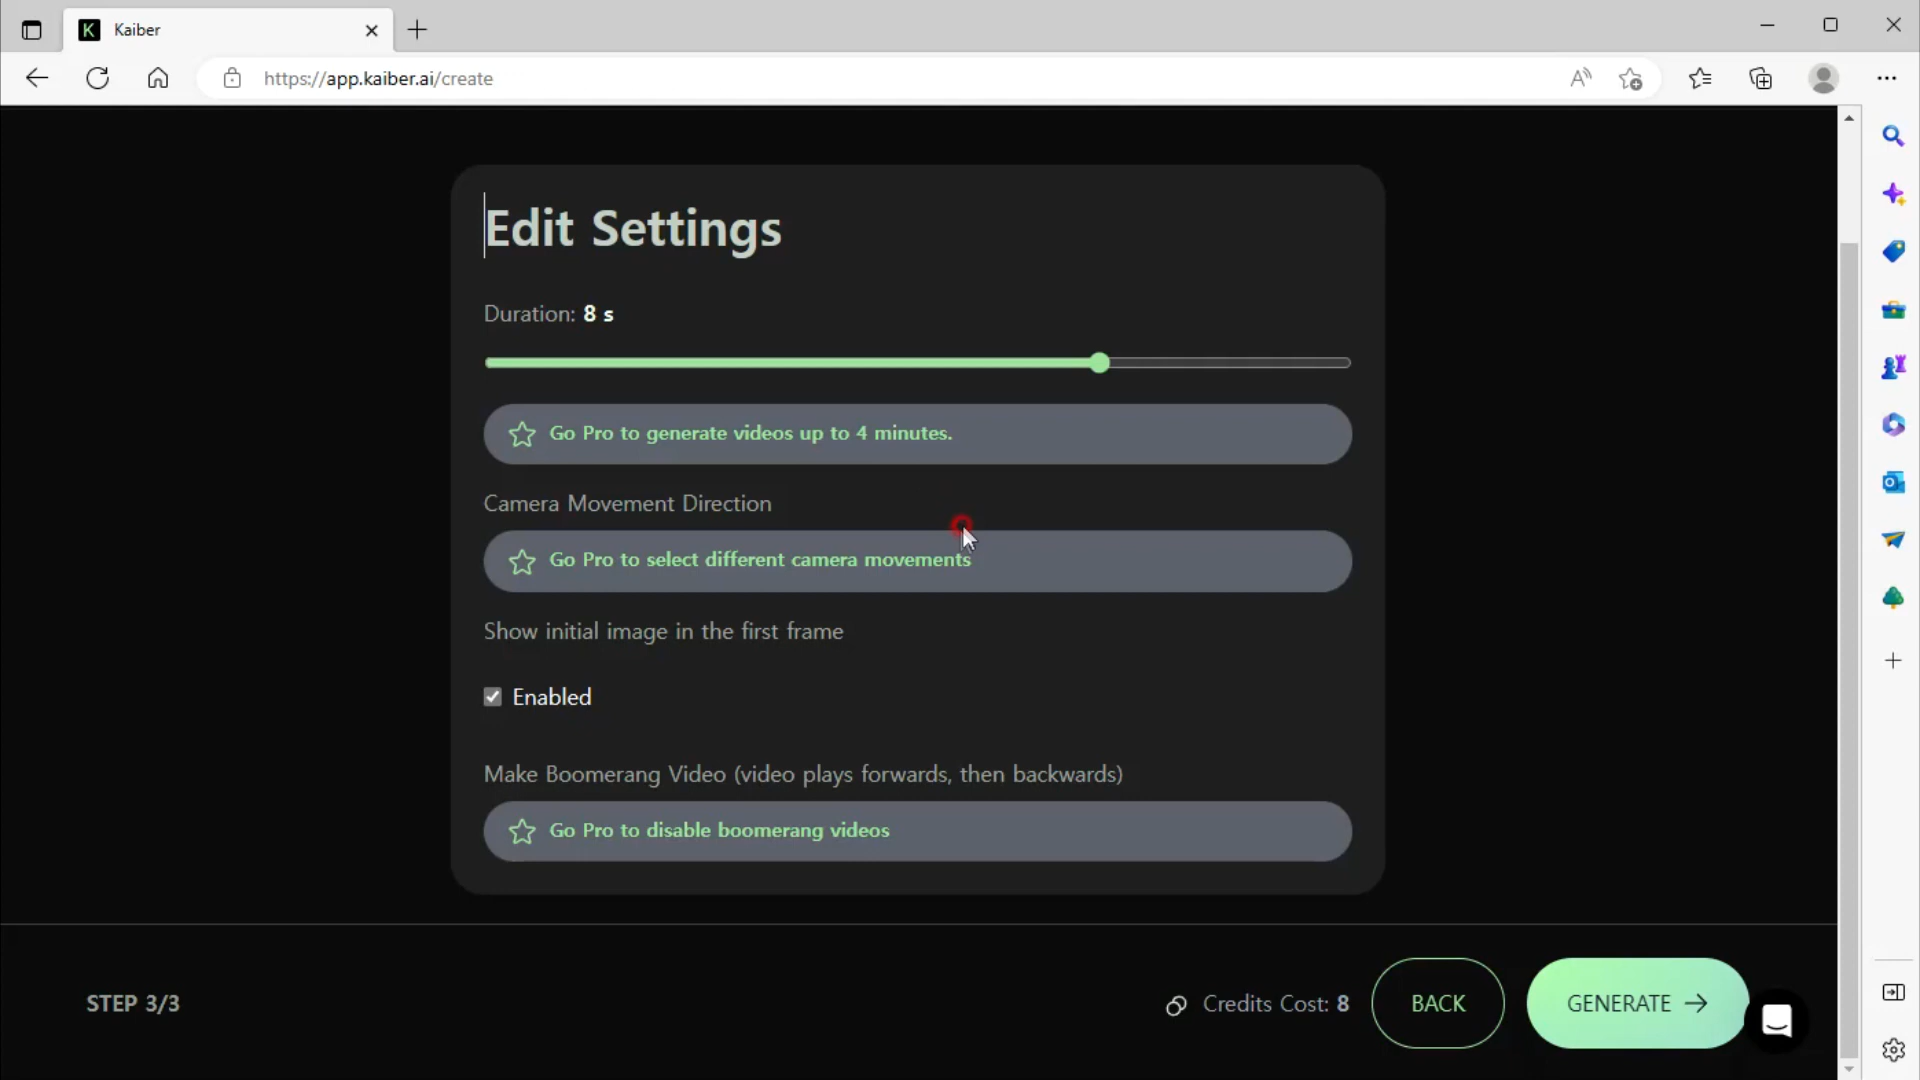 Kaiber
https://app.kaiber.ai/create
Edit Settings
Duration: 8 s
Go Pro to generate videos up to 4 minutes.
Camera Movement Direction
Go Pro to select different camera movements
Show initial image in the first frame
Enabled
Make Boomerang Video (video plays forwards, then backwards)
Go Pro to disable boomerang videos
STEP 3/3
Credits Cost: 8
BACK
GENERATE →